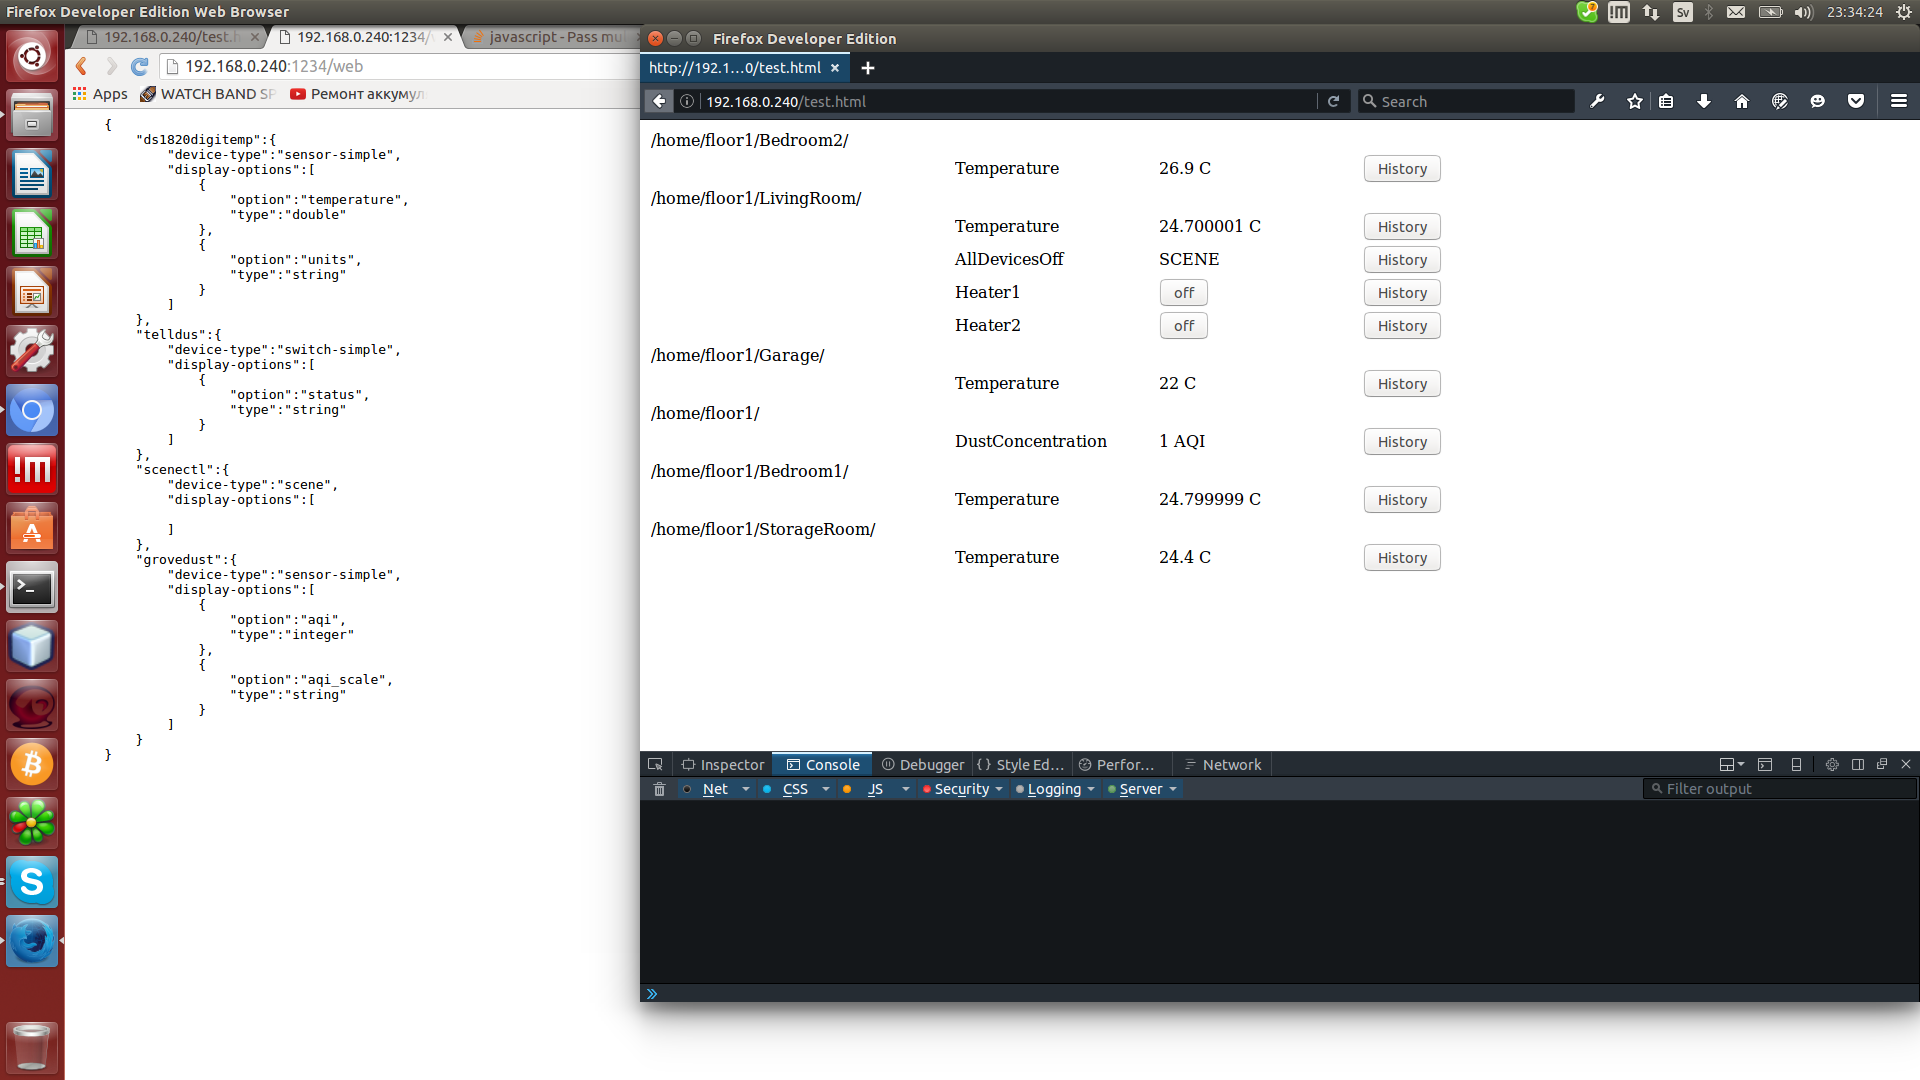 Firefox Developer Edition Web Browser
Sv
23:34:24
192.168.0.240/test.h
192.168.0.240:1234/
javascript - Pass mu
192.168.0.240:1234/web
Apps
WATCH BAND SP
Ремонт аккумул
{
"ds1820digitemp":{
"device-type":"sensor-simple",
"display-options":[
{
"option":"temperature",
"type":"double"
},
{
"option":"units",
"type":"string"
}
]
},
"telldus":{
"device-type":"switch-simple",
"display-options":[
{
"option":"status",
"type":"string"
}
]
},
"scenectl":{
"device-type":"scene",
"display-options":[
]
},
"grovedust":{
"device-type":"sensor-simple",
"display-options":[
{
"option":"aqi",
"type":"integer"
},
{
"option":"aqi_scale",
"type":"string"
}
]
}
}
Firefox Developer Edition
http://192.1...0/test.html
192.168.0.240/test.html
Search
/home/floor1/Bedroom2/
Temperature 26.9 C History
/home/floor1/LivingRoom/
Temperature 24.700001 C History
AllDevicesOff SCENE History
Heater1 off History
Heater2 off History
/home/floor1/Garage/
Temperature 22 C History
/home/floor1/
DustConcentration 1 AQI History
/home/floor1/Bedroom1/
Temperature 24.799999 C History
/home/floor1/StorageRoom/
Temperature 24.4 C History
Inspector Console Debugger { } Style Ed... Perfor... Network
Net CSS JS Security Logging Server
Filter output